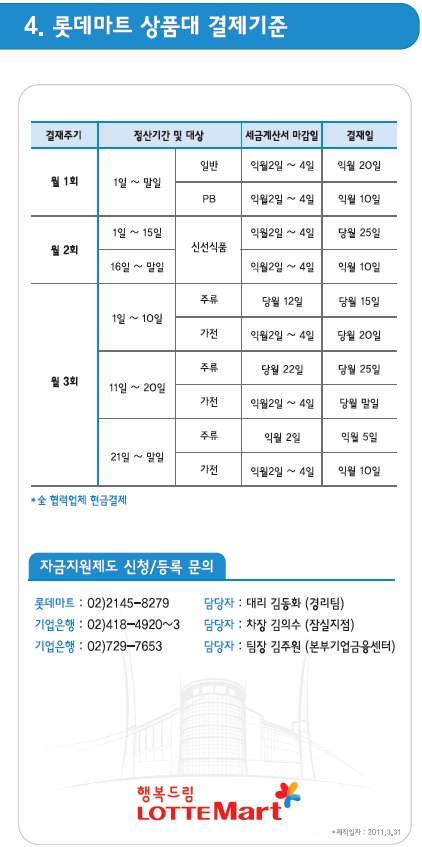 4. 롯데마트 상품대 결제기준
결재주기 정산기간 및 대상 세금계산서 마감일 결재일
월 1회 1일 ~ 말일 일반 익월2일 ~ 4일 익월 20일
PB 익월2일 ~ 4일 익월 10일
월 2회 1일 ~ 15일 신선식품 익월2일 ~ 4일 당월 25일
16일 ~ 말일 익월2일 ~ 4일 익월 10일
월 3회 1일 ~ 10일 주류 당월 12일 당월 15일
가전 익월2일 ~ 4일 당월 20일
11일 ~ 20일 주류 당월 22일 당월 25일
가전 익월2일 ~ 4일 당월 말일
21일 ~ 말일 주류 익월 2일 익월 5일
가전 익월2일 ~ 4일 익월 10일
*全 협력업체 현금결제
자금지원제도 신청/등록 문의
롯데마트 : 02)2145-8279 담당자 : 대리 김동화 (경리팀)
기업은행 : 02)418-4920~3 담당자 : 차장 김의수 (잠실지점)
기업은행 : 02)729-7653 담당자 : 팀장 김주원 (본부기업금융센터)
행복드림
LOTTE Mart
*제작일자 : 2011.3.31